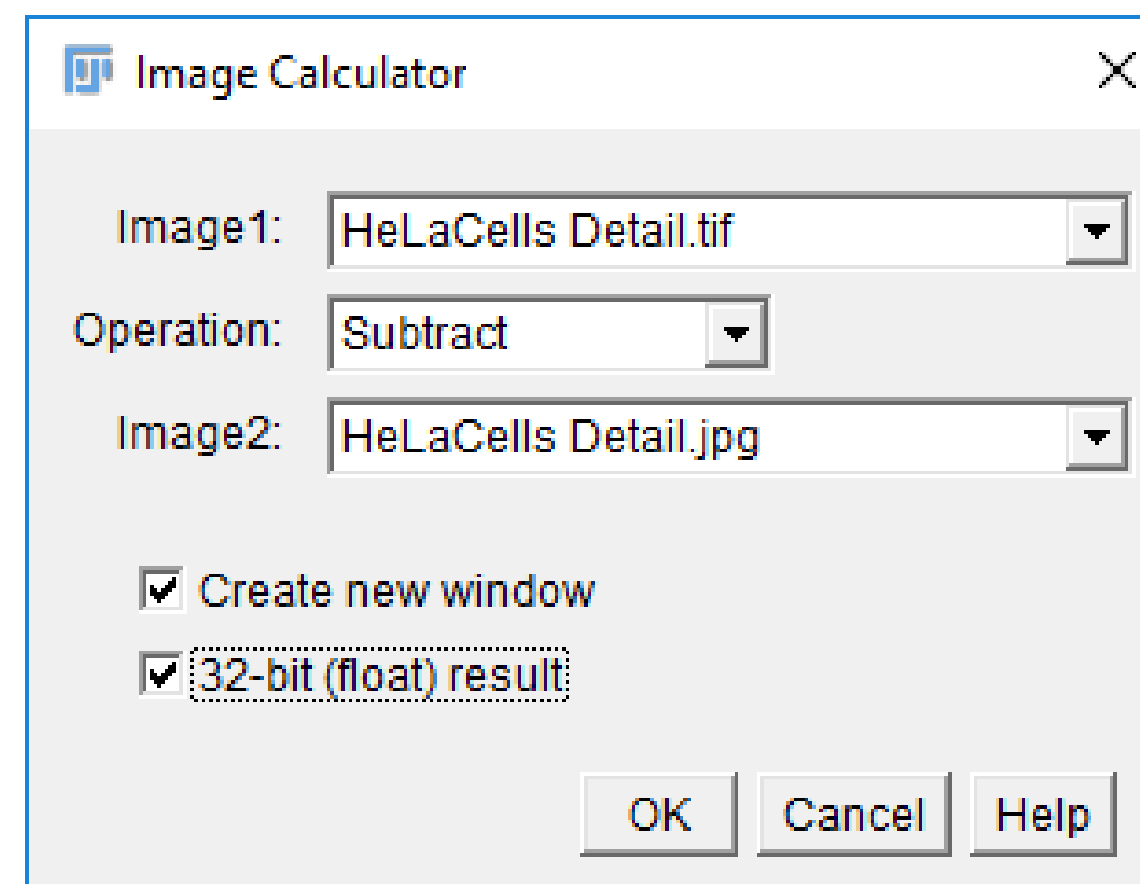 Image Calculator
Image1: HeLaCells Detail.tif
Operation: Subtract
Image2: HeLaCells Detail.jpg
Create new window
32-bit (float) result
OK Cancel Help